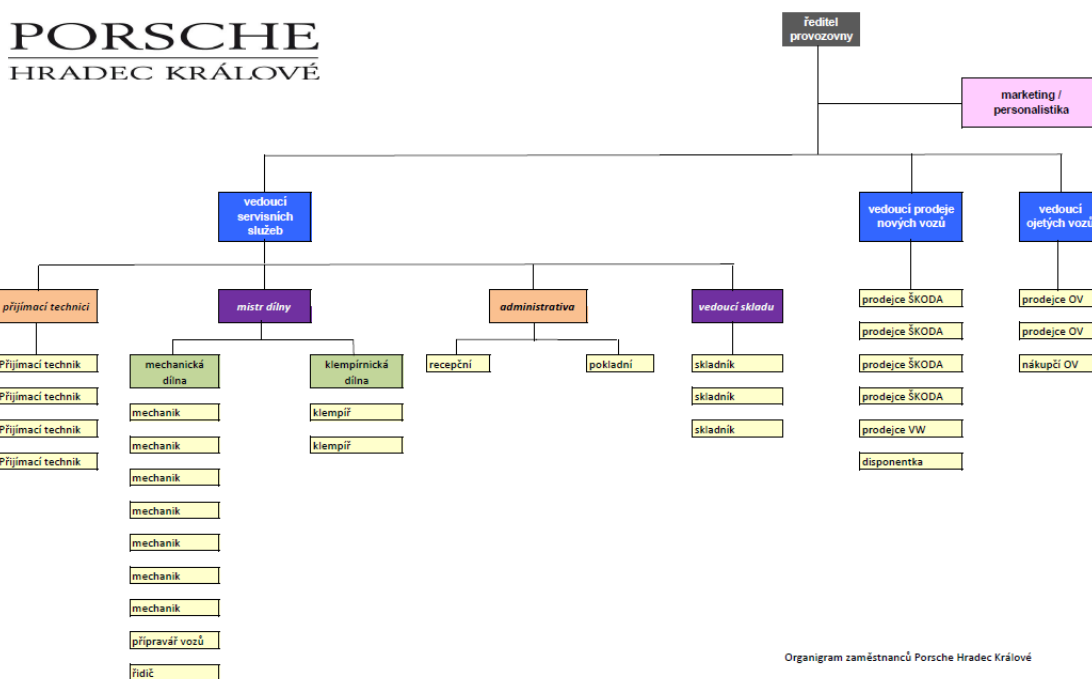 PORSCHE
HRADEC KRÁLOVÉ
ředitel
provozovny
marketing /
personalistika
vedoucí
servisních
služeb
vedoucí prodeje
nových vozů
vedoucí
ojetých vozů
přijímací technici
mistr dílny
administrativa
vedoucí skladu
Přijímací technik
Přijímací technik
Přijímací technik
Přijímací technik
mechanická
dílna
mechanik
mechanik
mechanik
mechanik
mechanik
mechanik
mechanik
přípravář vozů
řidič
klempírnická
dílna
klempíř
klempíř
recepční
pokladní
skladník
skladník
skladník
prodejce ŠKODA
prodejce ŠKODA
prodejce ŠKODA
prodejce ŠKODA
prodejce VW
disponentka
prodejce OV
prodejce OV
nákupčí OV
Organigram zaměstnanců Porsche Hradec Králové